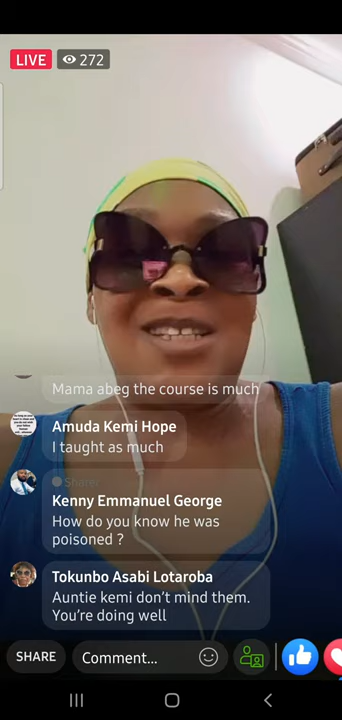 LIVE
272
Mama abeg the course is much
Amuda Kemi Hope
I taught as much
Sharer
Kenny Emmanuel George
How do you know he was
poisoned ?
Tokunbo Asabi Lotaroba
Auntie kemi don't mind them.
You're doing well
SHARE
Comment...